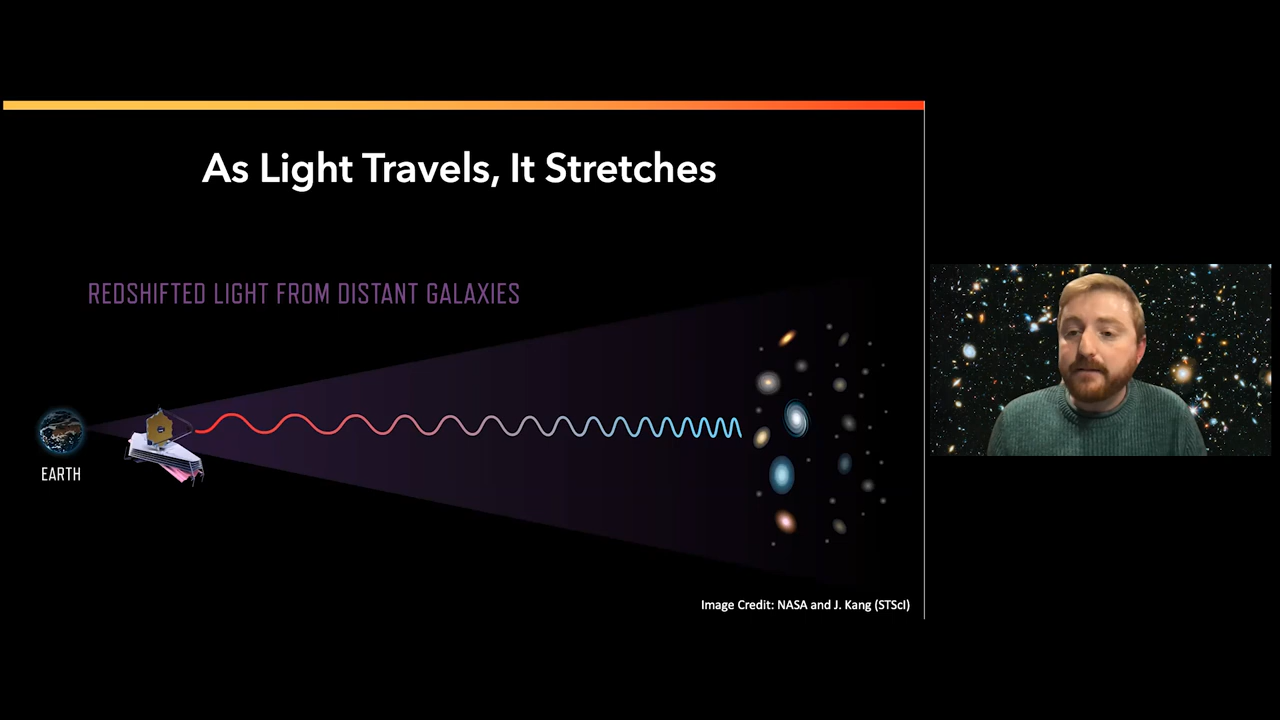 As Light Travels, It Stretches
REDSHIFTED LIGHT FROM DISTANT GALAXIES
EARTH
Image Credit: NASA and J. Kang (STScI)